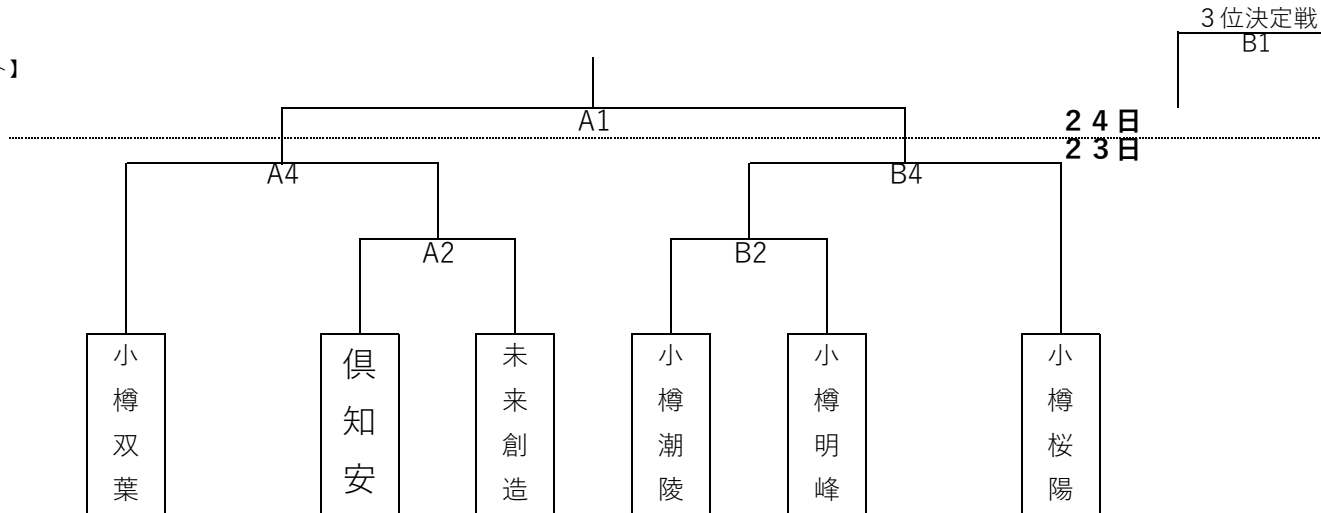 ３位決定戦
B1
】
A1
２４日
２３日
A4
B4
A2
B2
小樽双葉
倶知安
未来創造
小樽潮陵
小樽明峰
小樽桜陽